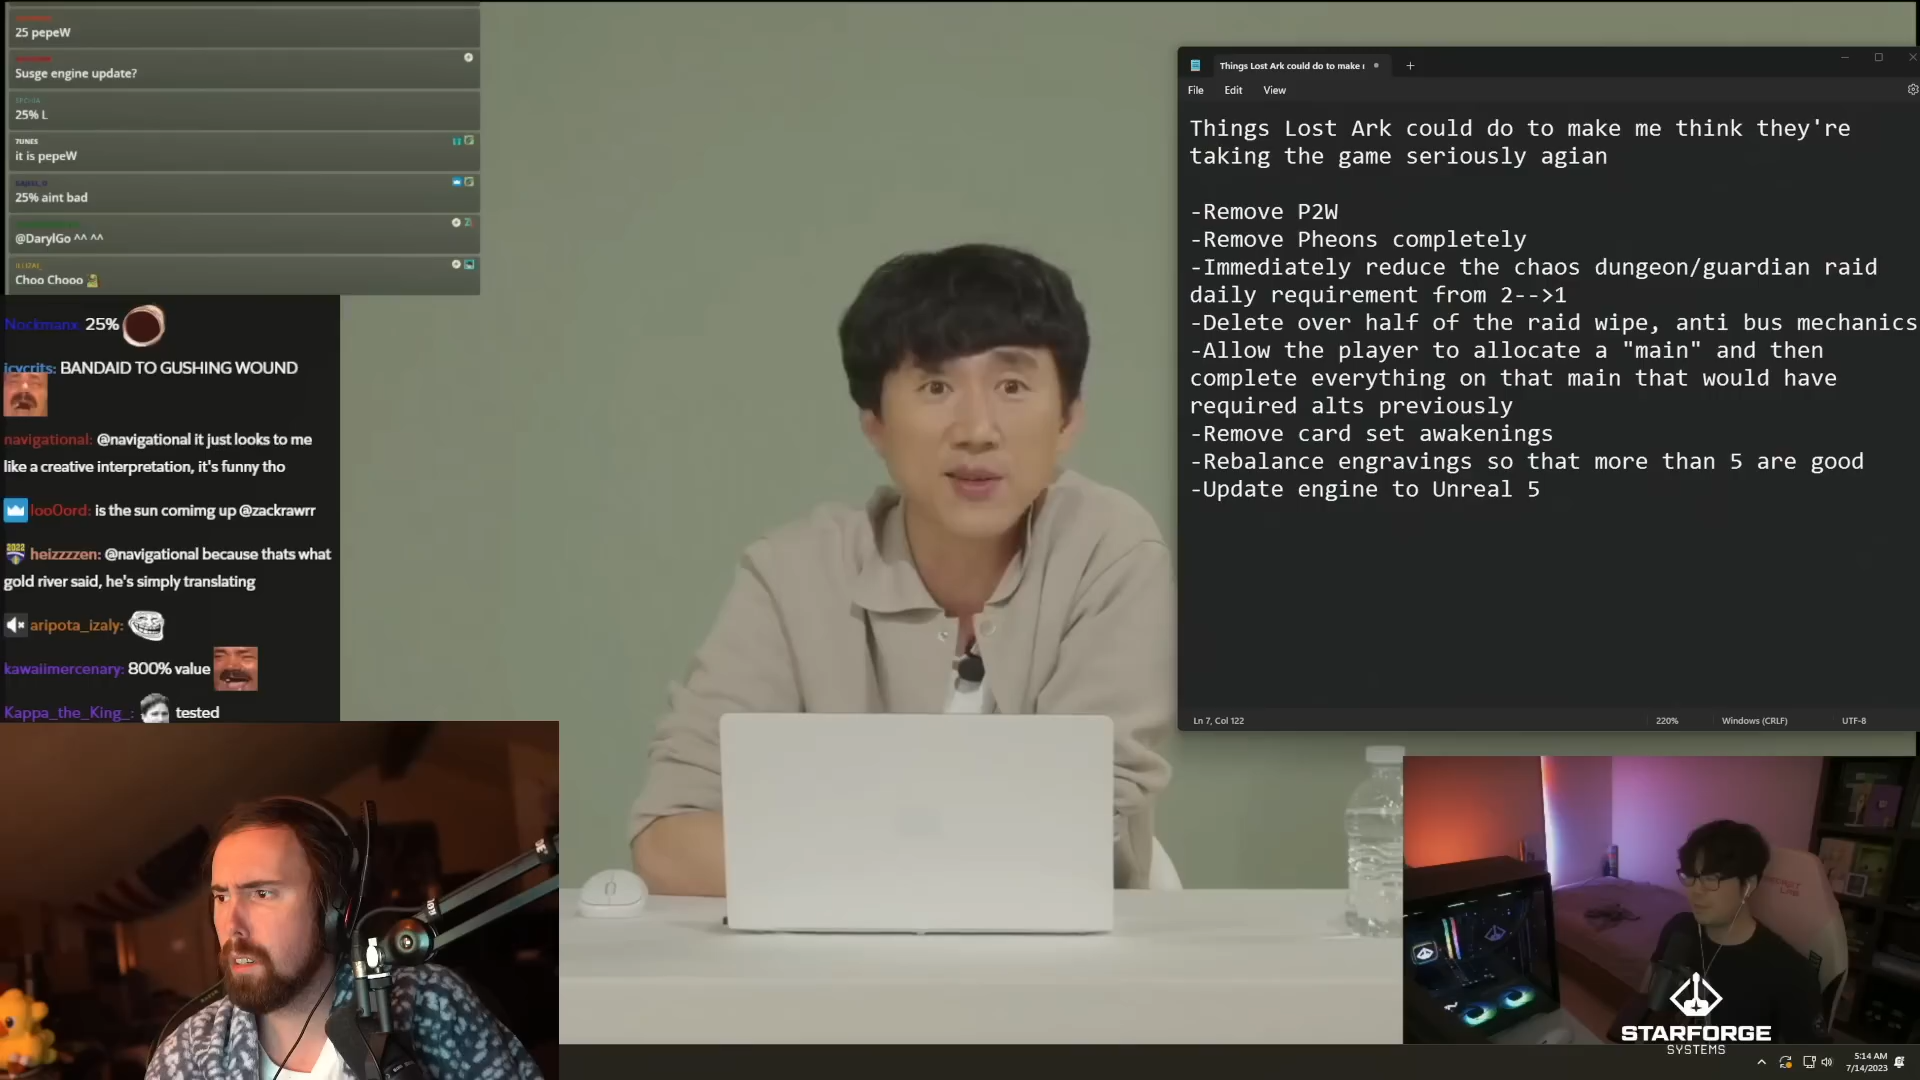 25 pepeW
Susge engine update?
25% L
7UNES
it is pepeW
25% aint bad
@DarylGo ^^ ^^
Choo Chooo
Nockmanx: 25%
icycrits: BANDAID TO GUSHING WOUND
navigational: @navigational it just looks to me
like a creative interpretation, it's funny tho
looOord: is the sun comimg up @zackrawrr
heizzzzen: @navigational because thats what
gold river said, he's simply translating
aripota_izaly:
kawaiimercenary: 800% value
Kappa_the_King_: tested
Things Lost Ark could do to make
File Edit View
Things Lost Ark could do to make me think they're
taking the game seriously agian
-Remove P2W
-Remove Pheons completely
-Immediately reduce the chaos dungeon/guardian raid
daily requirement from 2-->1
-Delete over half of the raid wipe, anti bus mechanics
-Allow the player to allocate a "main" and then
complete everything on that main that would have
required alts previously
-Remove card set awakenings
-Rebalance engravings so that more than 5 are good
-Update engine to Unreal 5
Ln 7, Col 122 220% Windows (CRLF) UTF-8
STARFORGE
SYSTEMS
5:14 AM
7/14/2023